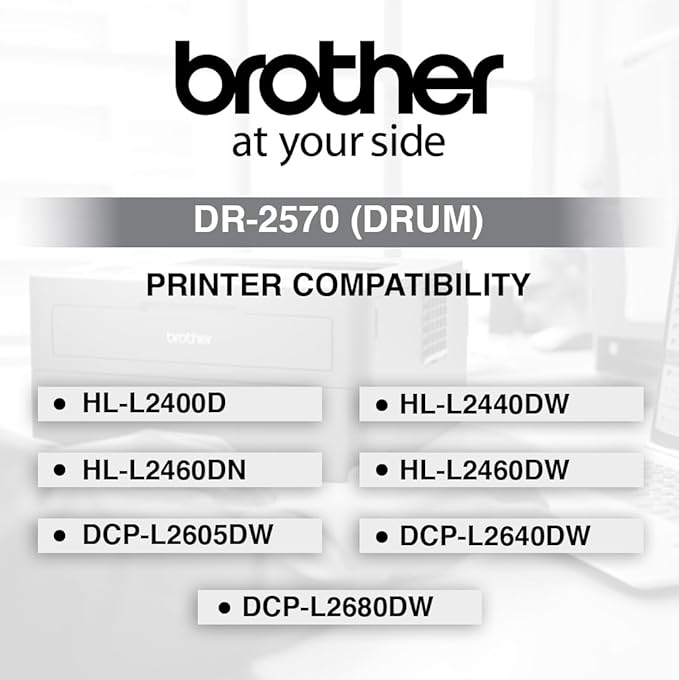 brother
at your side
DR-2570 (DRUM)
PRINTER COMPATIBILITY
brother
• HL-L2400D
• HL-L2440DW
• HL-L2460DN
• HL-L2460DW
• DCP-L2605DW
• DCP-L2640DW
• DCP-L2680DW